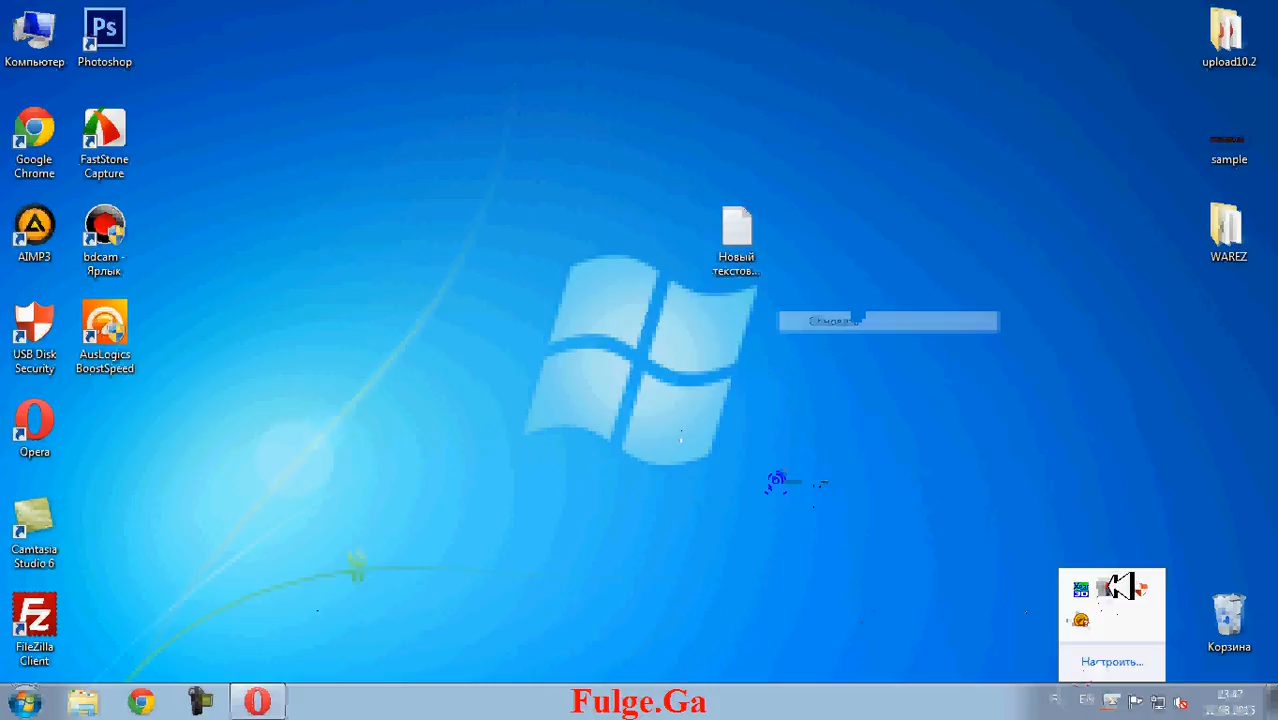 Компьютер
Photoshop
upload10.2
Google
Chrome
FastStone
Capture
sample
AIMP3
bdcam -
Ярлык
Новый
текстов...
WAREZ
USB Disk
Security
AusLogics
BoostSpeed
Opera
Camtasia
Studio 6
FileZilla
Client
Корзина
Настроить...
Fulge.Ga
EN
23:47